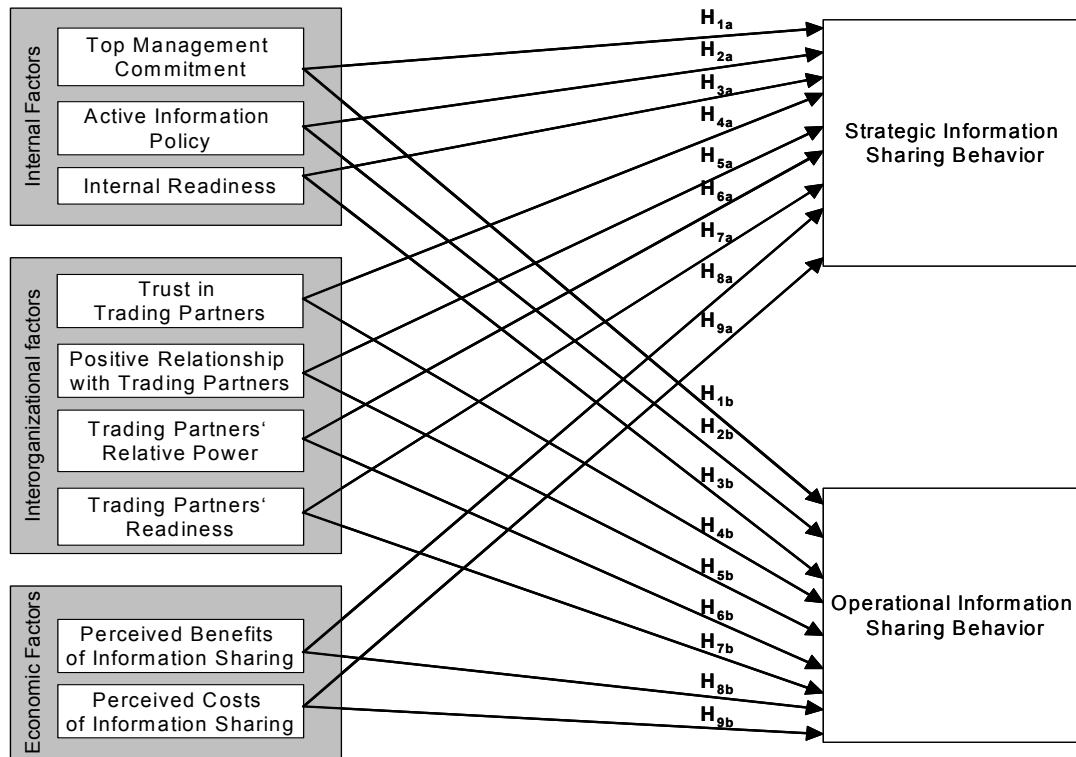 Internal Factors
Top Management
Commitment
Active Information
Policy
Internal Readiness
Interorganizational factors
Trust in
Trading Partners
Positive Relationship
with Trading Partners
Trading Partners‘
Relative Power
Trading Partners‘
Readiness
Economic Factors
Perceived Benefits
of Information Sharing
Perceived Costs
of Information Sharing
H1a
H2a
H3a
H4a
H5a
H6a
H7a
H8a
H9a
H1b
H2b
H3b
H4b
H5b
H6b
H7b
H8b
H9b
Strategic Information
Sharing Behavior
Operational Information
Sharing Behavior